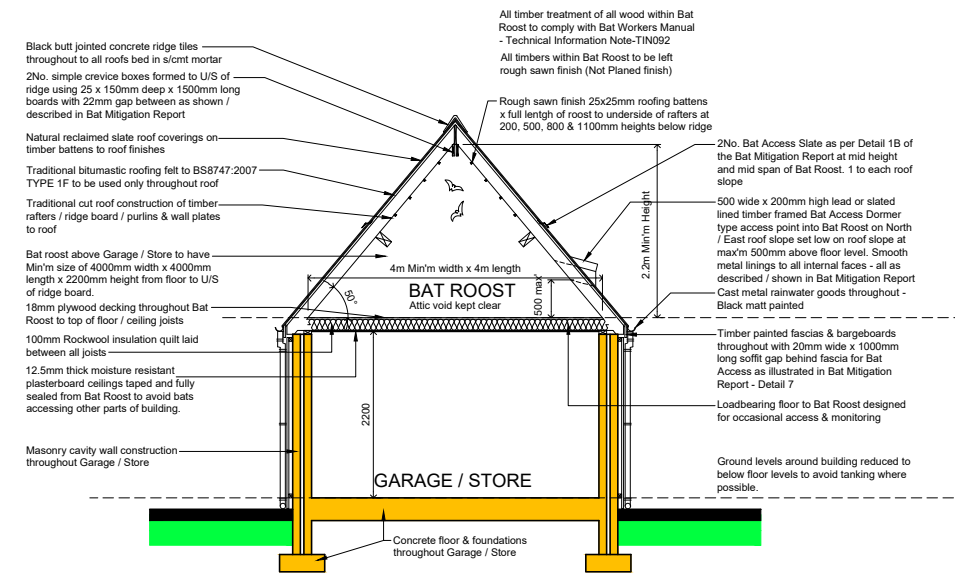 All timber treatment of all wood within Bat
Roost to comply with Bat Workers Manual
- Technical Information Note-TIN092
All timbers within Bat Roost to be left
rough sawn finish (Not Planed finish)
Black butt jointed concrete ridge tiles
throughout to all roofs bed in s/cmt mortar
2No. simple crevice boxes formed to U/S of
ridge using 25 x 150mm deep x 1500mm long
boards with 22mm gap between as shown /
described in Bat Mitigation Report
Natural reclaimed slate roof coverings on
timber battens to roof finishes
Traditional bitumastic roofing felt to BS8747:2007
TYPE 1F to be used only throughout roof
Traditional cut roof construction of timber
rafters / ridge board / purlins & wall plates
to roof
Bat roost above Garage / Store to have
Min'm size of 4000mm width x 4000mm
length x 2200mm height from floor to U/S
of ridge board.
18mm plywood decking throughout Bat
Roost to top of floor / ceiling joists
100mm Rockwool insulation quilt laid
between all joists
12.5mm thick moisture resistant
plasterboard ceilings taped and fully
sealed from Bat Roost to avoid bats
accessing other parts of building.
Masonry cavity wall construction
throughout Garage / Store
Rough sawn finish 25x25mm roofing battens
x full lentgh of roost to underside of rafters at
200, 500, 800 & 1100mm heights below ridge
2No. Bat Access Slate as per Detail 1B of
the Bat Mitigation Report at mid height
and mid span of Bat Roost. 1 to each roof
slope
500 wide x 200mm high lead or slated
lined timber framed Bat Access Dormer
type access point into Bat Roost on North
/ East roof slope set low on roof slope at
max'm 500mm above floor level. Smooth
metal linings to all internal faces - all as
described / shown in Bat Mitigation Report
Cast metal rainwater goods throughout -
Black matt painted
Timber painted fascias & bargeboards
throughout with 20mm wide x 1000mm
long soffit gap behind fascia for Bat
Access as illustrated in Bat Mitigation
Report - Detail 7
Loadbearing floor to Bat Roost designed
for occasional access & monitoring
Ground levels around building reduced to
below floor levels to avoid tanking where
possible.
2.2m Min'm Height
4m Min'm width x 4m length
BAT ROOST
Attic void kept clear
500 max'
50°
2200
GARAGE / STORE
Concrete floor & foundations
throughout Garage / Store